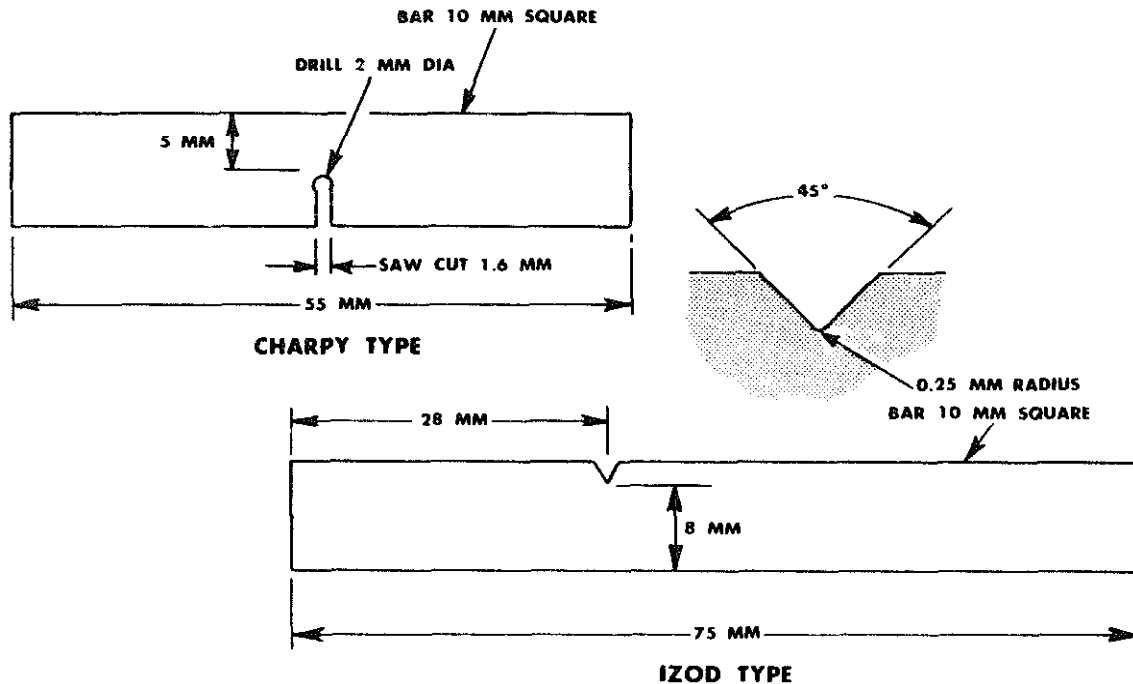 BAR 10 MM SQUARE
DRILL 2 MM DIA
5 MM
SAW CUT 1.6 MM
55 MM
CHARPY TYPE
45°
0.25 MM RADIUS
BAR 10 MM SQUARE
28 MM
8 MM
75 MM
IZOD TYPE